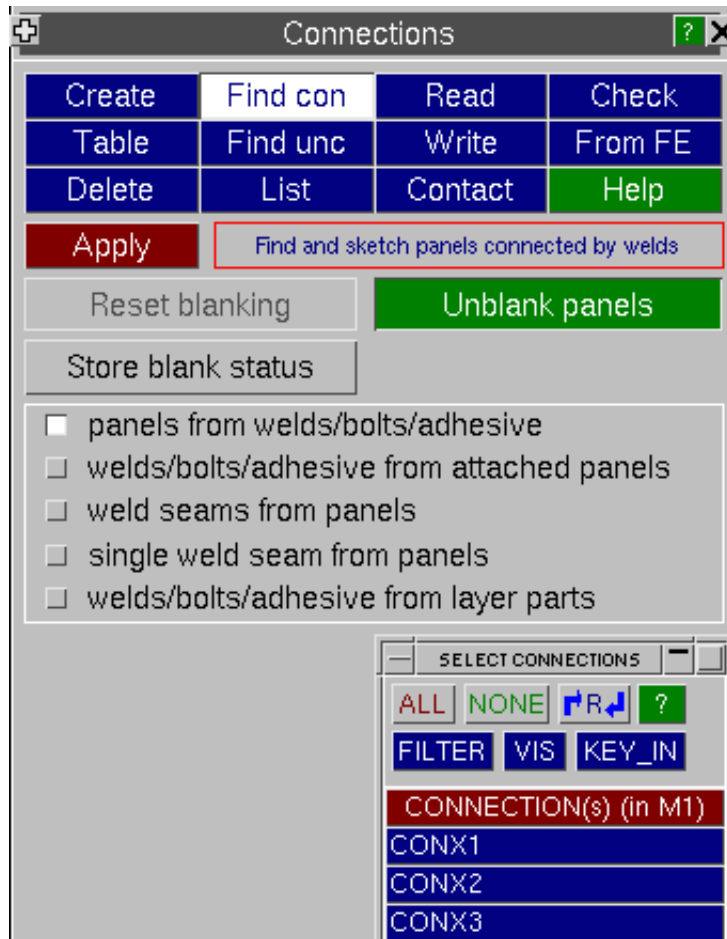 Connections ?
Create Find con Read Check
Table Find unc Write From FE
Delete List Contact Help
Apply Find and sketch panels connected by welds
Reset blanking Unblank panels
Store blank status
panels from welds/bolts/adhesive
welds/bolts/adhesive from attached panels
weld seams from panels
single weld seam from panels
welds/bolts/adhesive from layer parts
SELECT CONNECTIONS
ALL NONE R ?
FILTER VIS KEY_IN
CONNECTION(s) (in M1)
CONX1
CONX2
CONX3